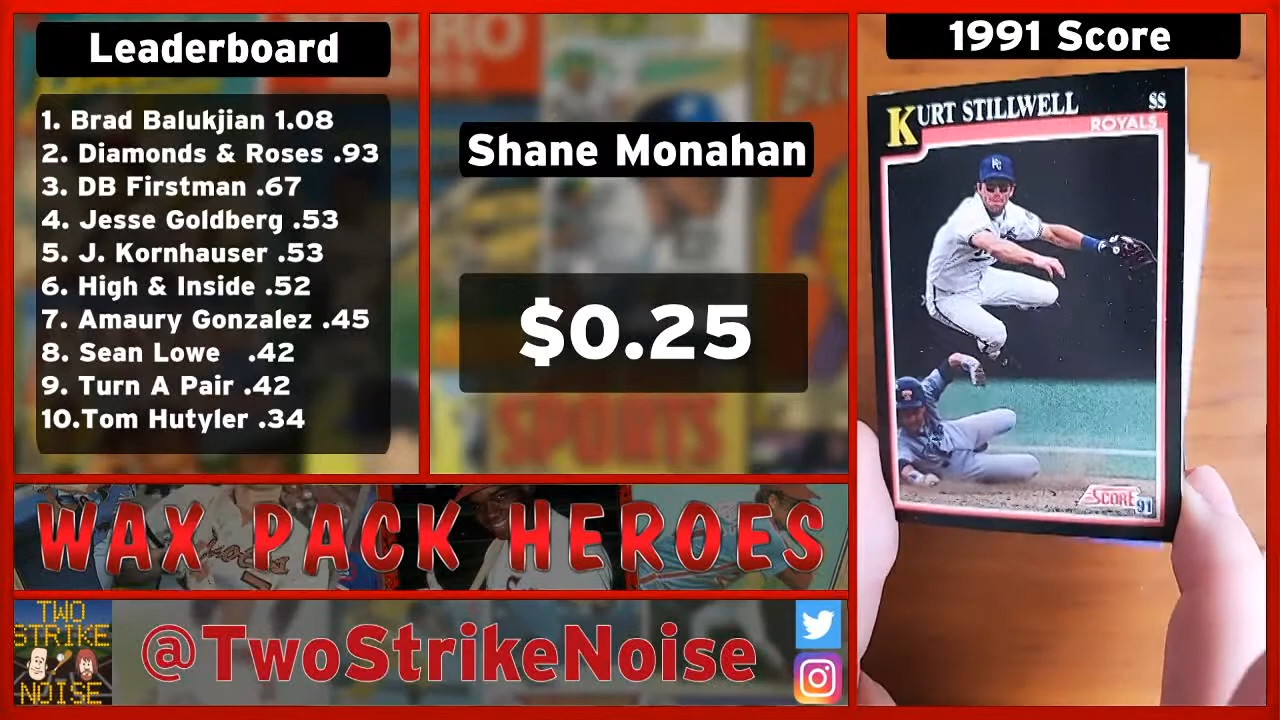 Leaderboard
1. Brad Balukjian 1.08
2. Diamonds & Roses .93
3. DB Firstman .67
4. Jesse Goldberg .53
5. J. Kornhauser .53
6. High & Inside .52
7. Amaury Gonzalez .45
8. Sean Lowe .42
9. Turn A Pair .42
10.Tom Hutyler .34
Shane Monahan
$0.25
SPORTS
1991 Score
KURT STILLWELL SS
ROYALS
KC
SCORE 91
WAX PACK HEROES
TWO
STRIKE
NOISE
@TwoStrikeNoise